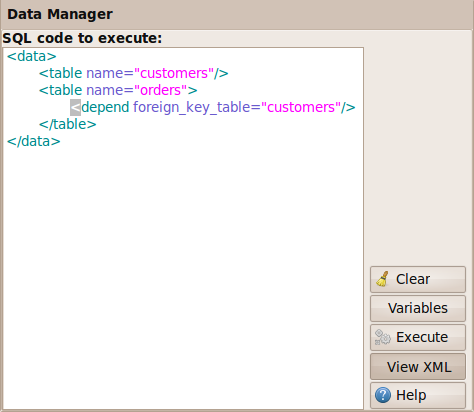 Data Manager
SQL code to execute:
<data>
<table name="customers"/>
<table name="orders">
<depend foreign_key_table="customers"/>
</table>
</data>
Clear
Variables
Execute
View XML
Help